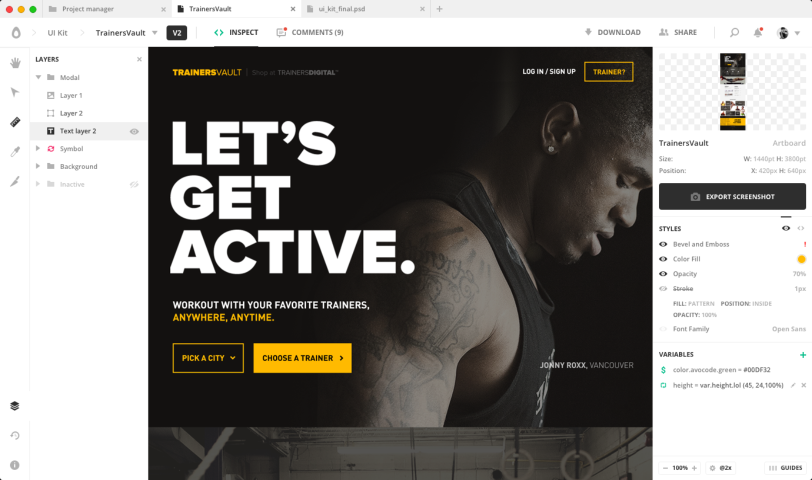 Project manager
TrainersVault
ui_kit_final.psd
UI Kit
TrainersVault
V2
INSPECT
COMMENTS (9)
DOWNLOAD
SHARE
LAYERS
Modal
Layer 1
Layer 2
Text layer 2
Symbol
Background
Inactive
TRAINERSVAULT
Shop at TRAINERSDIGITAL™
LOG IN / SIGN UP
TRAINER?
LET'S
GET
ACTIVE.
WORKOUT WITH YOUR FAVORITE TRAINERS,
ANYWHERE, ANYTIME.
PICK A CITY
CHOOSE A TRAINER
JONNY ROXX, VANCOUVER
TrainersVault Artboard
Size: W: 1440pt H: 3800pt
Position: X: 420px H: 640px
EXPORT SCREENSHOT
STYLES
Bevel and Emboss !
Color Fill
Opacity 70%
Stroke 1px
FILL: PATTERN POSITION: INSIDE
OPACITY: 100%
Font Family Open Sans
VARIABLES
color.avocode.green = #00DF32
height = var.height.lol (45, 24,100%)
100%
@2x
GUIDES